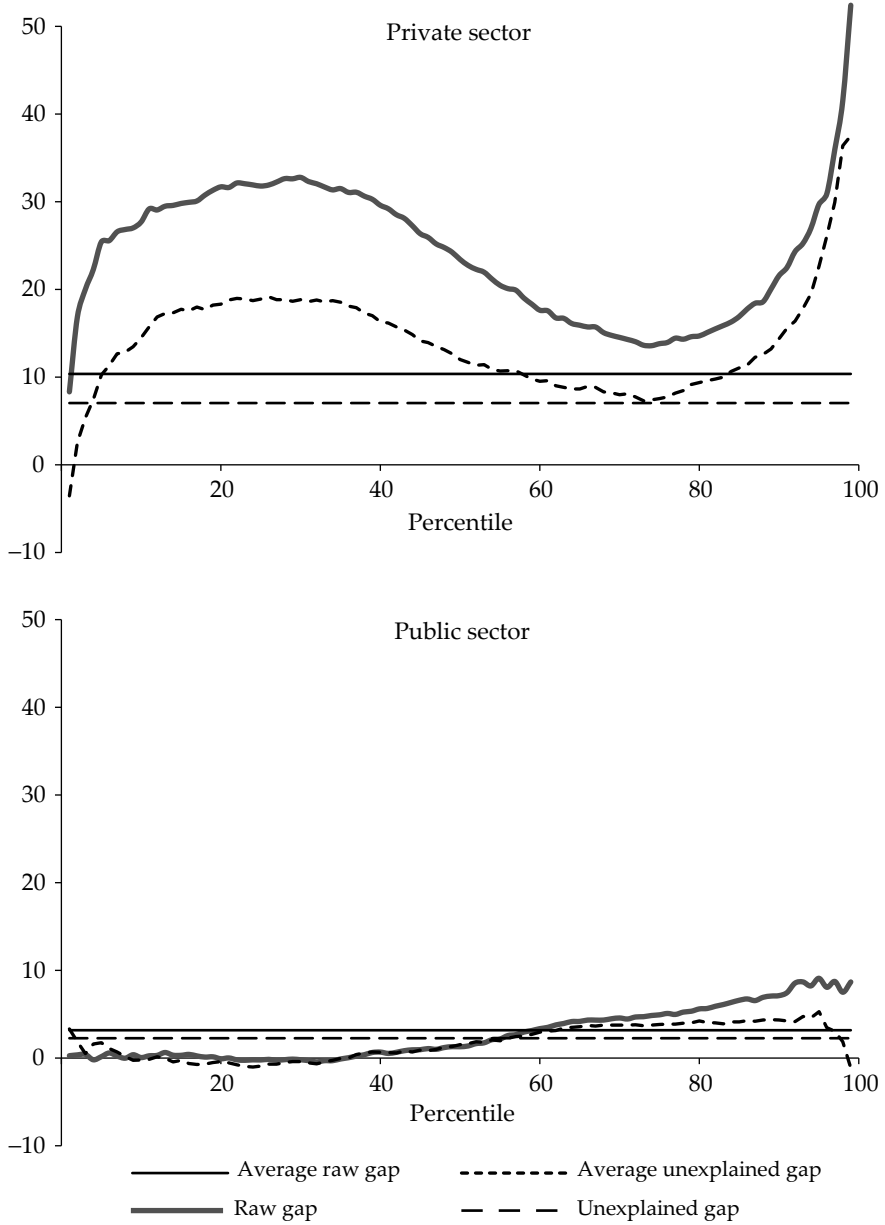 50
Private sector
40
30
20
10
0
20 40 60 80 100
Percentile
–10
50
Public sector
40
30
20
10
0
20 40 60 80 100
Percentile
–10
Average raw gap Average unexplained gap
Raw gap Unexplained gap